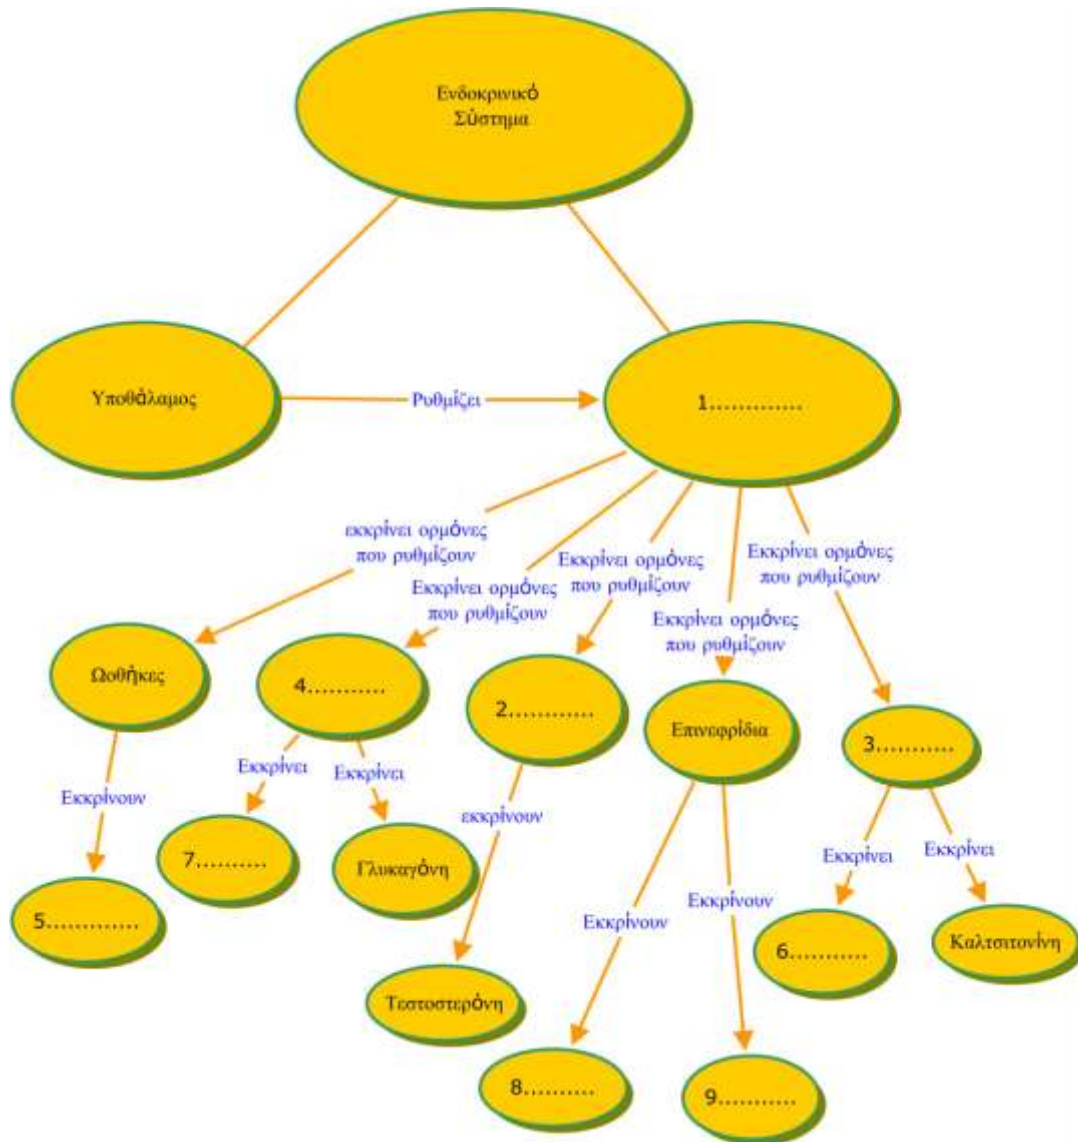 Ενδοκρινικό
Σύστημα
Υποθάλαμος
Ρυθμίζει
1.............
εκκρίνει ορμόνες
που ρυθμίζουν
Εκκρίνει ορμόνες
που ρυθμίζουν
Εκκρίνει ορμόνες
που ρυθμίζουν
Εκκρίνει ορμόνες
που ρυθμίζουν
Εκκρίνει ορμόνες
που ρυθμίζουν
Ωοθήκες
4...........
2............
Επινεφρίδια
3...........
Εκκρίνουν
Εκκρίνει
Εκκρίνει
εκκρίνουν
Εκκρίνουν
Εκκρίνουν
Εκκρίνει
Εκκρίνει
5.............
7..........
Γλυκαγόνη
Τεστοστερόνη
8..........
9...........
6...........
Καλτσιτονίνη